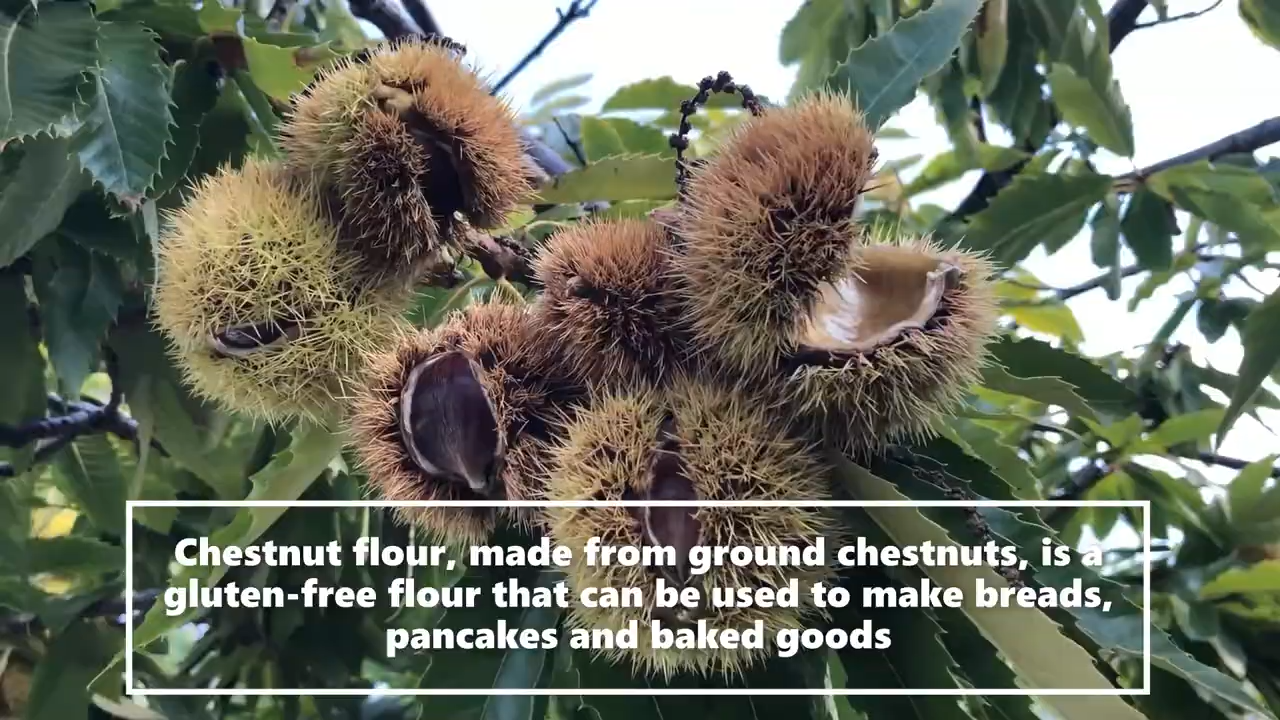 Chestnut flour, made from ground chestnuts, is a
gluten-free flour that can be used to make breads,
pancakes and baked goods